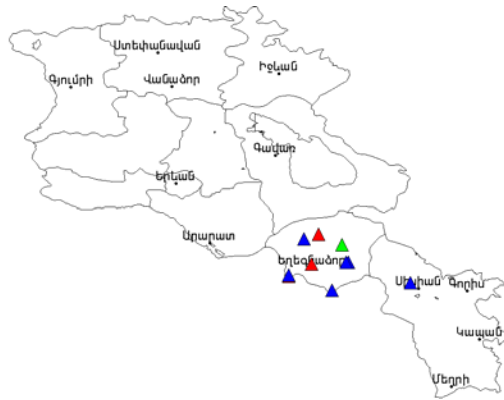 Ստեփանավան
Իջևան
Գյումրի
Վանաձոր
Գավառ
Երևան
Արարատ
Եղեգնաձոր
Սիսիան
Գորիս
Կապան
Մեղրի